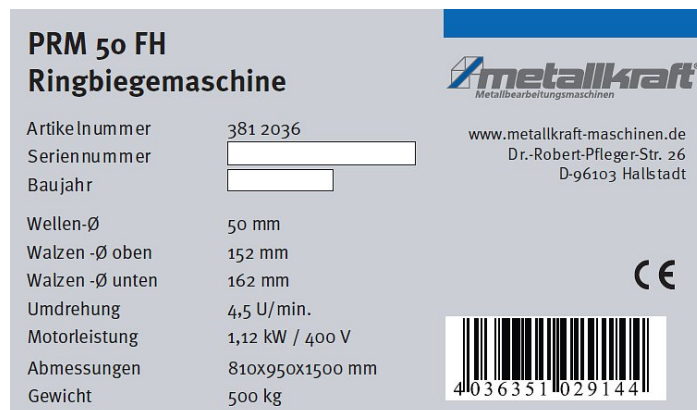 PRM 50 FH
Ringbiegemaschine
Artikelnummer 381 2036
Seriennummer
Baujahr
Wellen-Ø 50 mm
Walzen -Ø oben 152 mm
Walzen -Ø unten 162 mm
Umdrehung 4,5 U/min.
Motorleistung 1,12 kW / 400 V
Abmessungen 810x950x1500 mm
Gewicht 500 kg
metallkraft®
Metallbearbeitungsmaschinen
www.metallkraft-maschinen.de
Dr.-Robert-Pfleger-Str. 26
D-96103 Hallstadt
CE
4 036351 029144